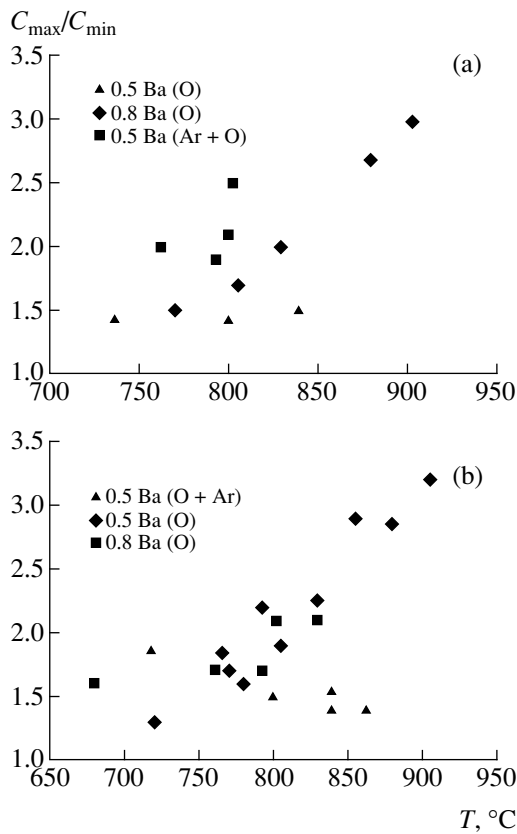 C_max/C_min
(a)
3.5
▲ 0.5 Ba (O)
◆ 0.8 Ba (O)
■ 0.5 Ba (Ar + O)
3.0
2.5
2.0
1.5
1.0
700 750 800 850 900 950
(b)
3.5
▲ 0.5 Ba (O + Ar)
◆ 0.5 Ba (O)
■ 0.8 Ba (O)
3.0
2.5
2.0
1.5
1.0
650 700 750 800 850 900 950
T, °C